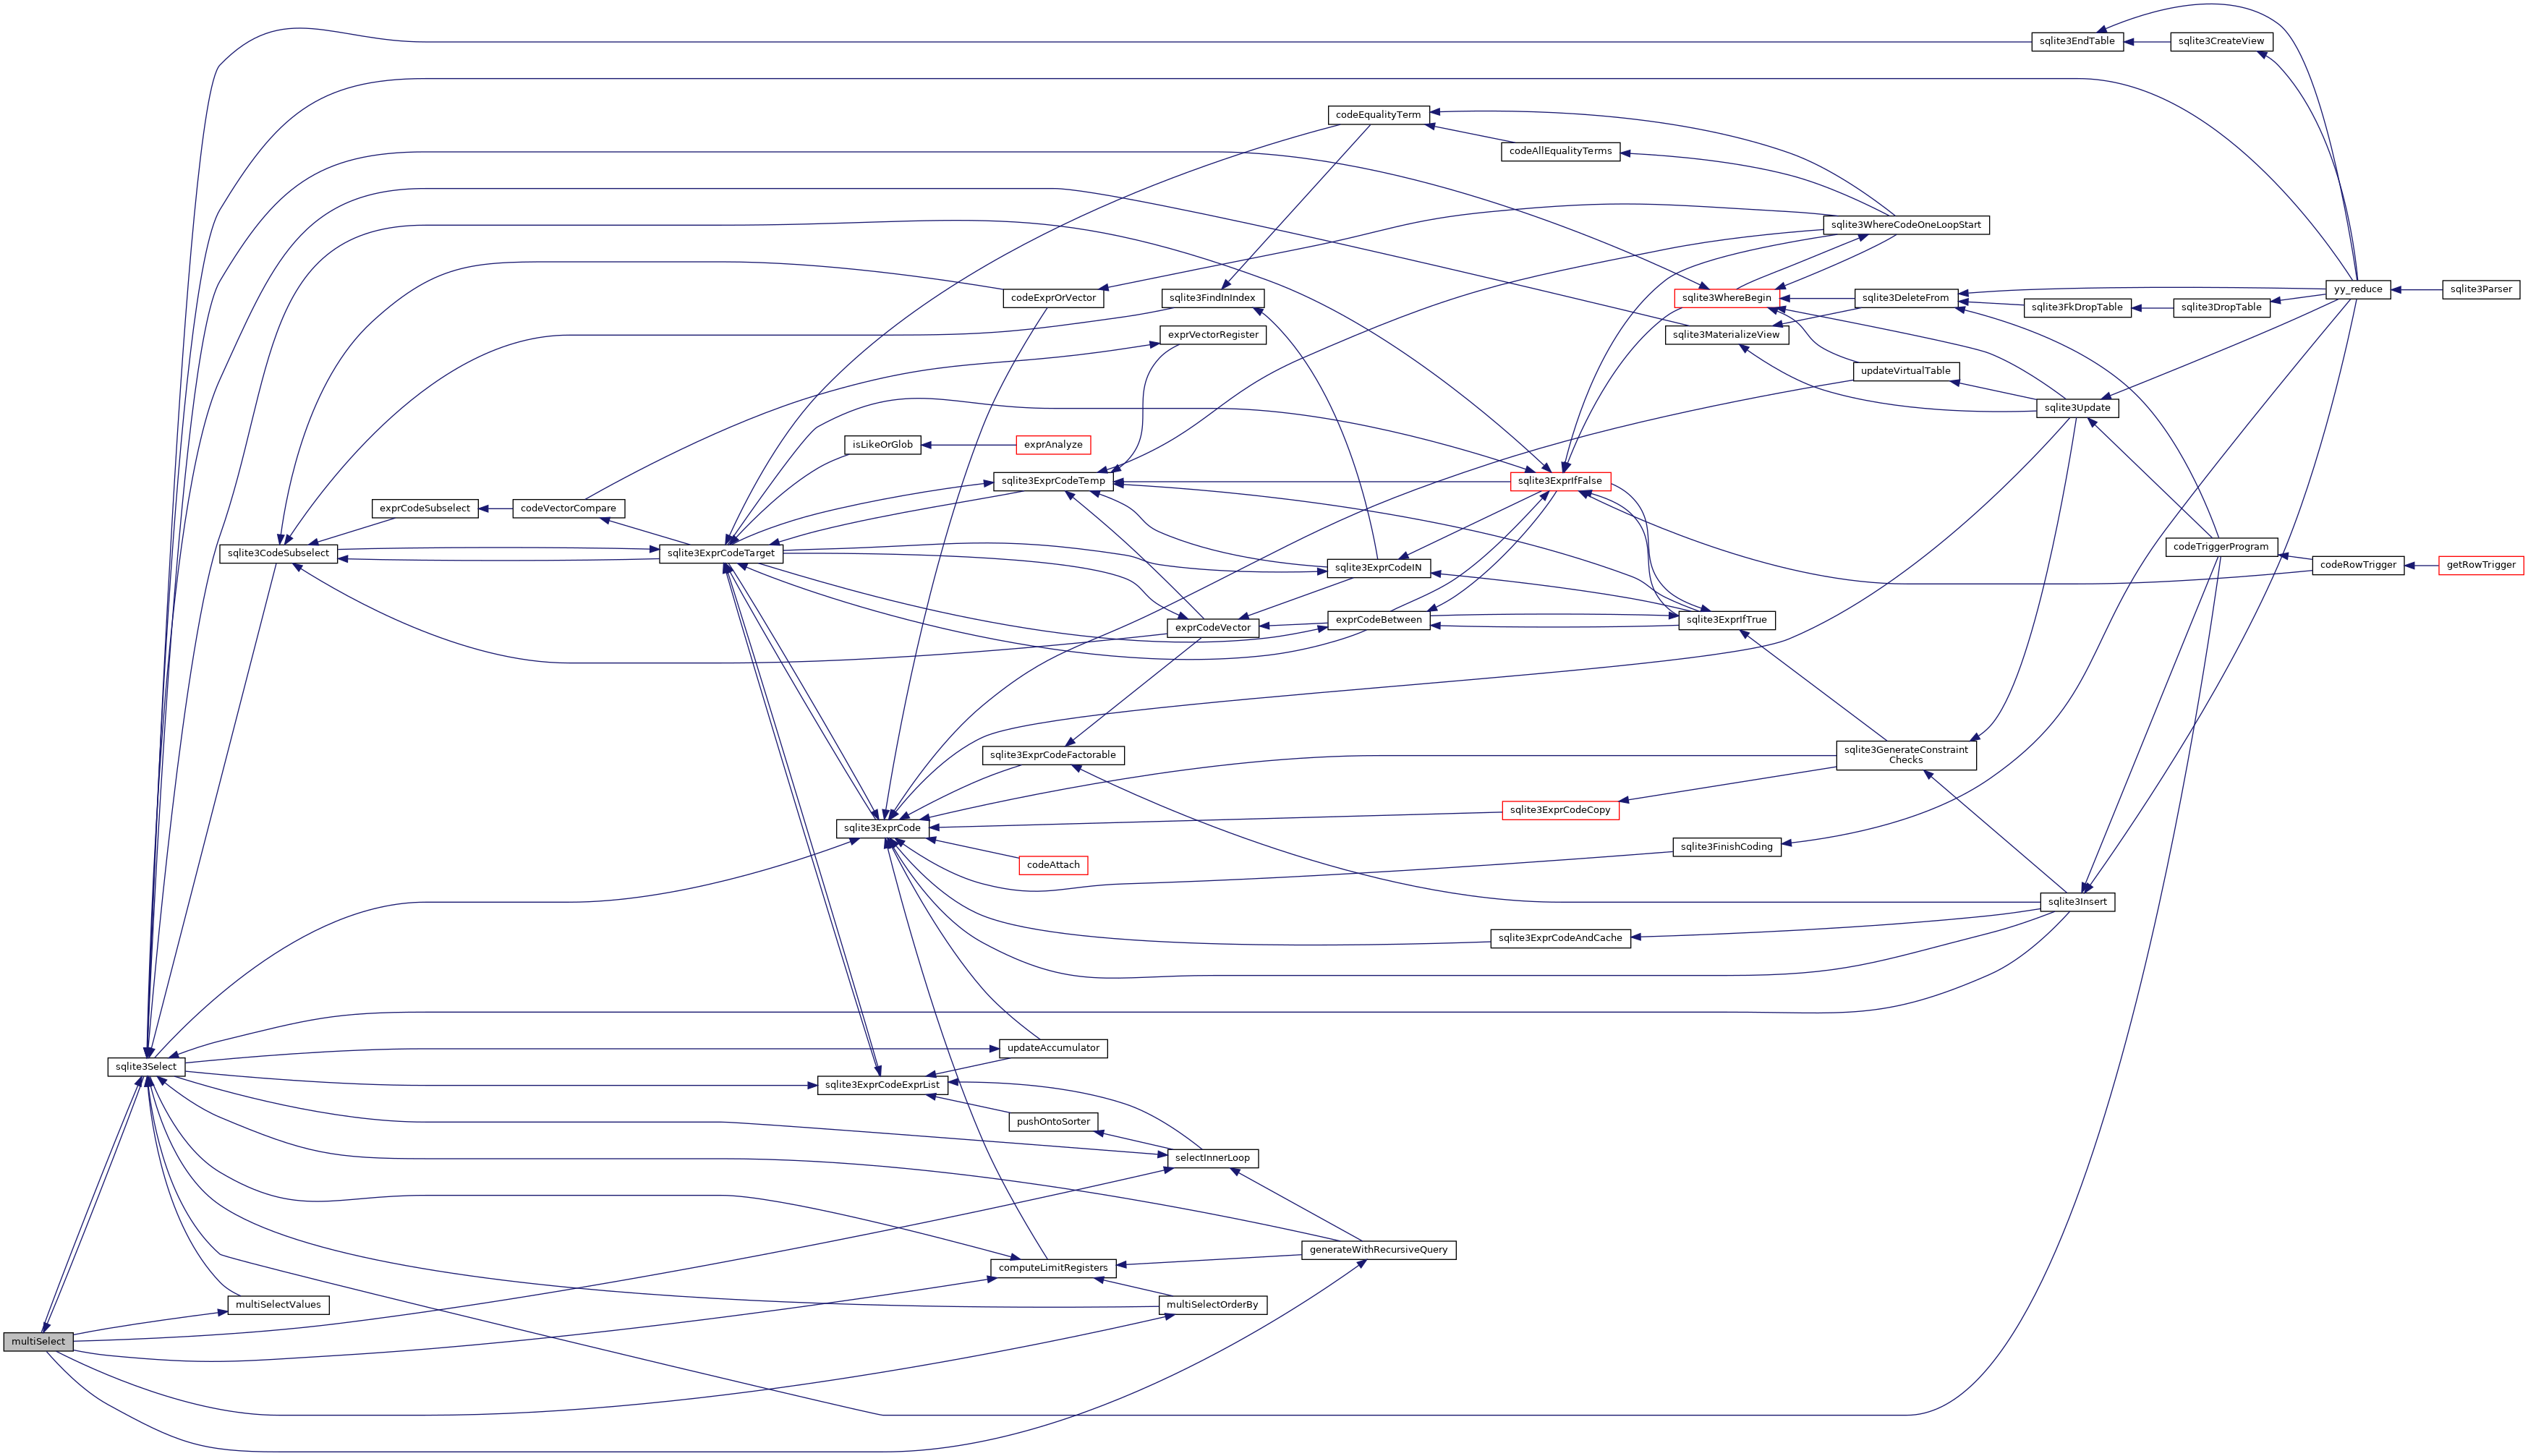 sqlite3EndTable
sqlite3CreateView
codeEqualityTerm
codeAllEqualityTerms
sqlite3WhereCodeOneLoopStart
codeExprOrVector
sqlite3FindInIndex
sqlite3WhereBegin
sqlite3DeleteFrom
sqlite3FkDropTable
sqlite3DropTable
yy_reduce
sqlite3Parser
exprVectorRegister
sqlite3MaterializeView
updateVirtualTable
sqlite3Update
isLikeOrGlob
exprAnalyze
sqlite3ExprCodeTemp
sqlite3ExprIfFalse
exprCodeSubselect
codeVectorCompare
sqlite3CodeSubselect
sqlite3ExprCodeTarget
sqlite3ExprCodeIN
codeTriggerProgram
codeRowTrigger
getRowTrigger
exprCodeVector
exprCodeBetween
sqlite3ExprIfTrue
sqlite3ExprCodeFactorable
sqlite3GenerateConstraint
Checks
sqlite3ExprCodeCopy
sqlite3ExprCode
sqlite3FinishCoding
codeAttach
sqlite3Insert
sqlite3ExprCodeAndCache
updateAccumulator
sqlite3Select
sqlite3ExprCodeExprList
pushOntoSorter
selectInnerLoop
generateWithRecursiveQuery
computeLimitRegisters
multiSelectValues
multiSelectOrderBy
multiSelect